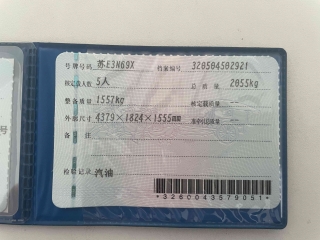 号牌号码 苏E3N69X 档案编号 320504502921
核定载人数 5人 总质量 2055kg
整备质量 1557kg 核定载质量 --
外廓尺寸 4379×1824×1555mm 准牵引总质量 --
备注
检验记录 汽油
*3260043579051*
号